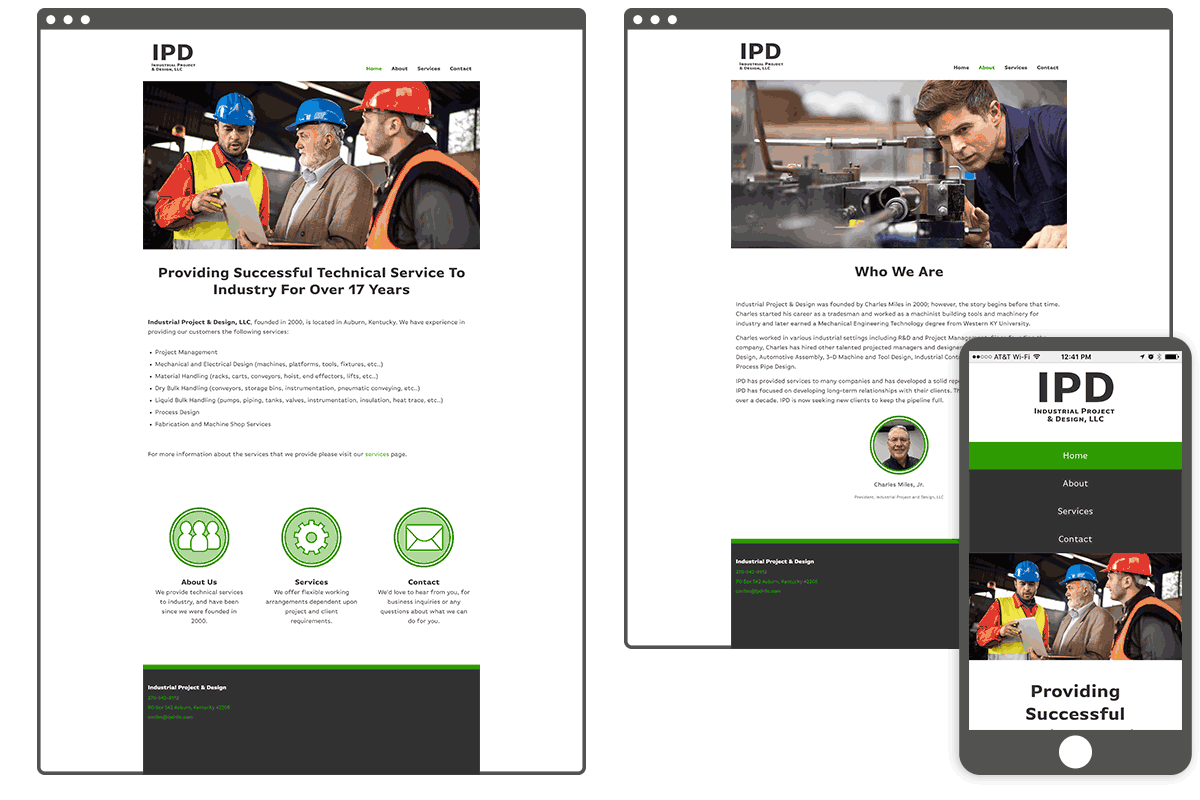 IPD
Industrial Project
& Design, LLC
Home About Services Contact
Providing Successful Technical Service To
Industry For Over 17 Years
Industrial Project & Design, LLC, founded in 2000, is located in Auburn, Kentucky. We have experience in
providing our customers the following services:
• Project Management
• Mechanical and Electrical Design (machines, platforms, tools, fixtures, etc..)
• Material Handling (racks, carts, conveyors, hoist, end effectors, lifts, etc..)
• Dry Bulk Handling (conveyors, storage bins, instrumentation, pneumatic conveying, etc..)
• Liquid Bulk Handling (pumps, piping, tanks, valves, instrumentation, insulation, heat trace, etc..)
• Process Design
• Fabrication and Machine Shop Services
For more information about the services that we provide please visit our services page.
About Us
We provide technical services
to industry, and have been
since we were founded in
2000.
Services
We offer flexible working
arrangements dependent upon
project and client
requirements.
Contact
We'd love to hear from you, for
business inquiries or any
questions about what we can
do for you.
Industrial Project & Design
PO Box 542 Auburn, Kentucky 42206
IPD
Industrial Project
& Design, LLC
Home About Services Contact
Who We Are
Industrial Project & Design was founded by Charles Miles in 2000; however, the story begins before that time.
Charles started his career as a tradesman and worked as a machinist building tools and machinery for
industry and later earned a Mechanical Engineering Technology degree from Western KY University.
Charles worked in various industrial settings including R&D and Project
company, Charles has hired other talented projected managers and
Design, Automotive Assembly, 3-D Machine and Tool Design, Industrial
Process Pipe Design.
IPD has provided services to many companies and has developed a solid
IPD has focused on developing long-term relationships with their clients.
over a decade. IPD is now seeking new clients to keep the pipeline full.
Charles Miles, Jr.
President, Industrial Project and Design, LLC
Industrial Project & Design
PO Box 542 Auburn, Kentucky 42206
AT&T Wi-Fi 12:41 PM
IPD
Industrial Project
& Design, LLC
Home
About
Services
Contact
Providing
Successful